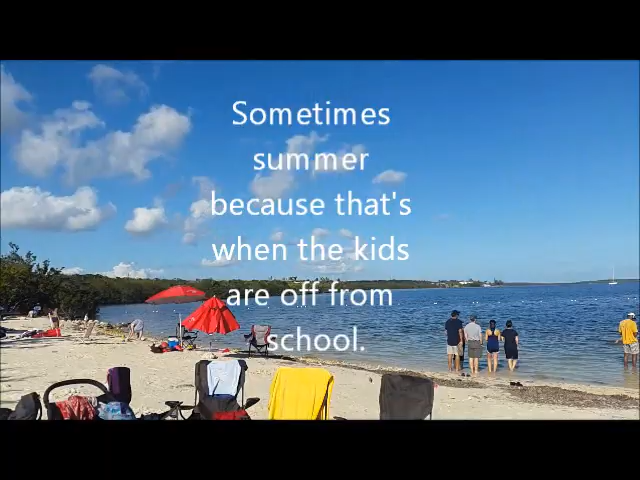 Sometimes
summer
because that's
when the kids
are off from
school.